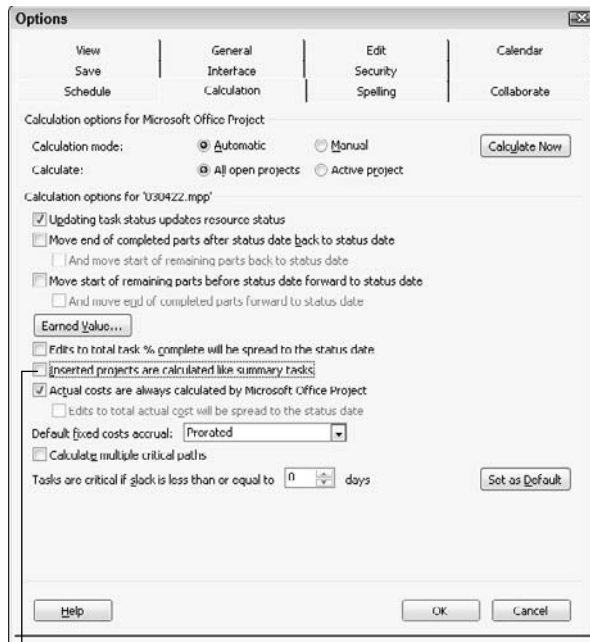 Options
View General Edit Calendar
Save Interface Security
Schedule Calculation Spelling Collaborate
Calculation options for Microsoft Office Project
Calculation mode: Automatic Manual Calculate Now
Calculate: All open projects Active project
Calculation options for '030422.mpp'
Updating task status updates resource status
Move end of completed parts after status date back to status date
And move start of remaining parts back to status date
Move start of remaining parts before status date forward to status date
And move end of completed parts forward to status date
Earned Value...
Edits to total task % complete will be spread to the status date
Inserted projects are calculated like summary tasks
Actual costs are always calculated by Microsoft Office Project
Edits to total actual cost will be spread to the status date
Default fixed costs accrual: Prorated
Calculate multiple critical paths
Tasks are critical if slack is less than or equal to 0 days Set as Default
Help OK Cancel